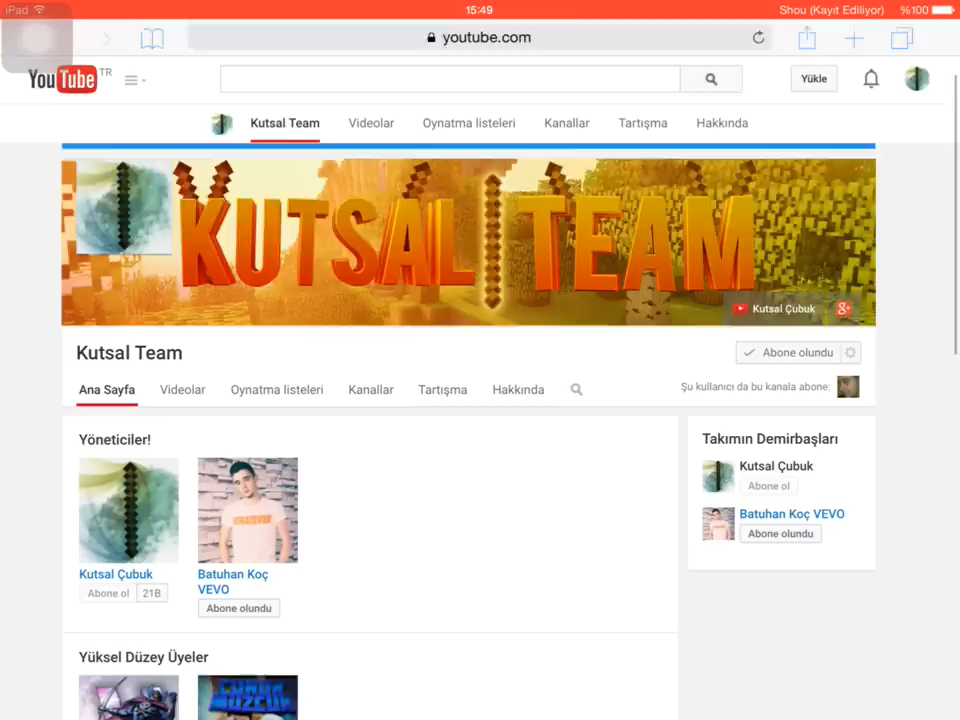 iPad 15:49 Shou (Kayıt Ediliyor) %100
youtube.com
YouTube TR Yükle
Kutsal Team Videolar Oynatma listeleri Kanallar Tartışma Hakkında
KUTSAL TEAM
Kutsal Çubuk g+
Kutsal Team Abone olundu
Ana Sayfa Videolar Oynatma listeleri Kanallar Tartışma Hakkında Şu kullanıcı da bu kanala abone:
Yöneticiler!
Kutsal Çubuk
Abone ol 21B
Batuhan Koç
VEVO
Abone olundu
Yüksel Düzey Üyeler
Takımın Demirbaşları
Kutsal Çubuk
Abone ol
Batuhan Koç VEVO
Abone olundu